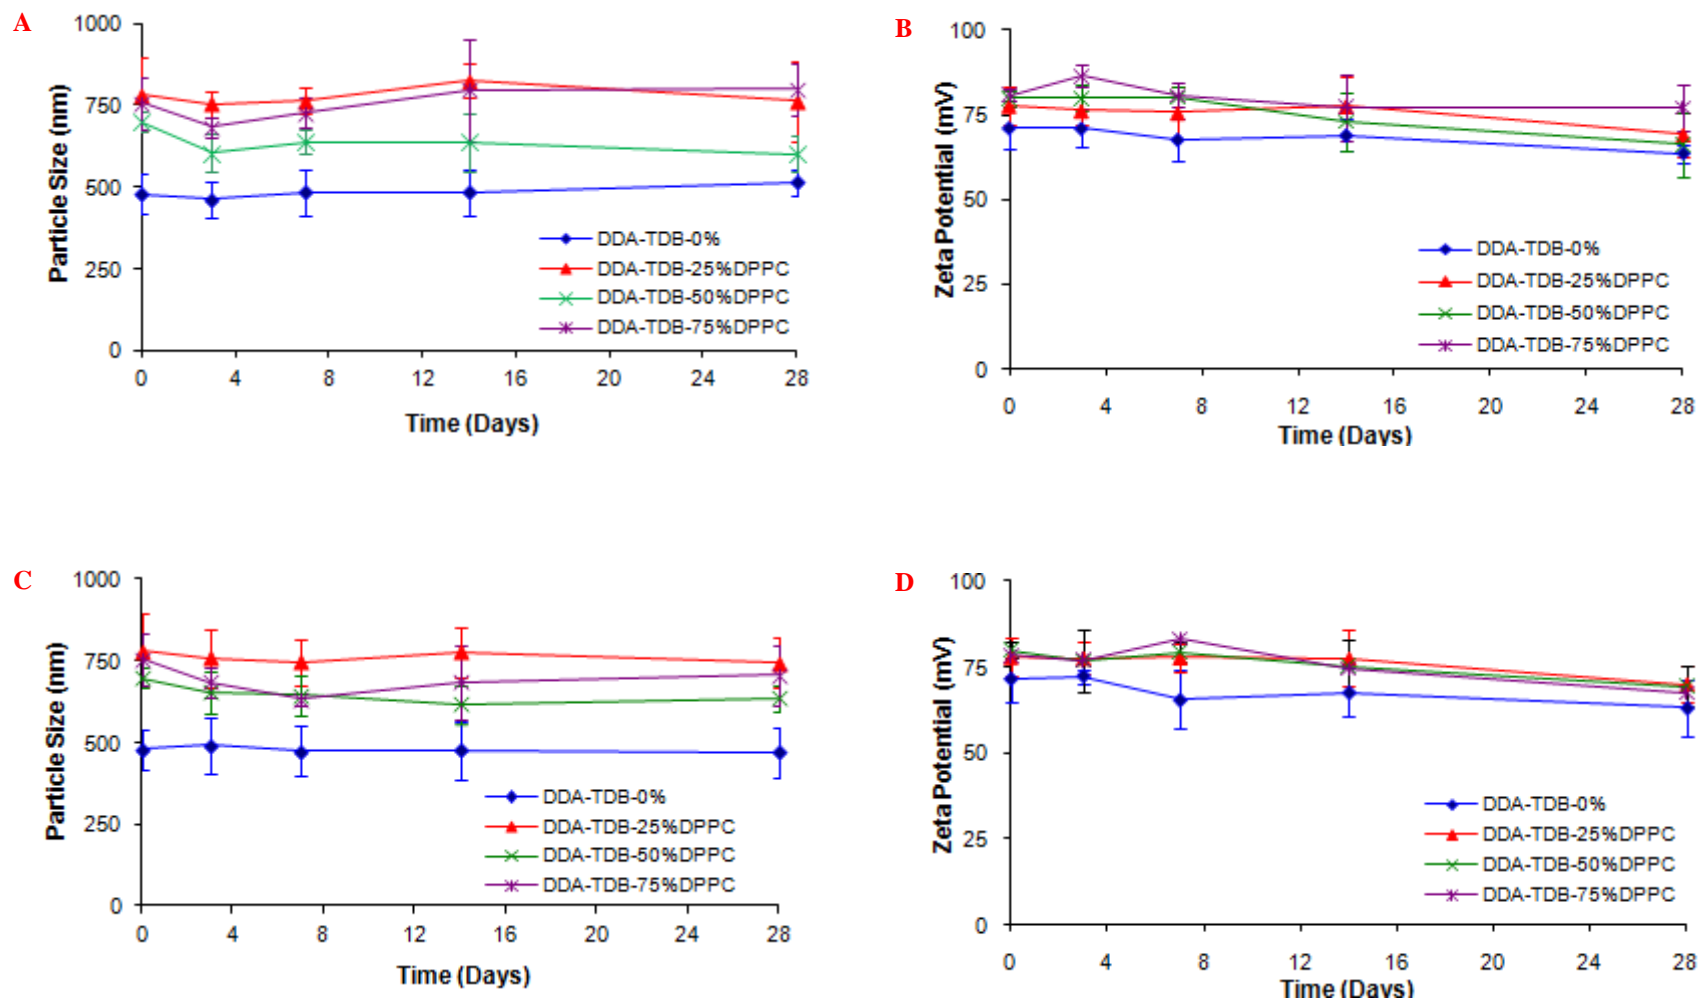 A
Particle Size (nm)
1000
750
500
250
0
DDA-TDB-0%
DDA-TDB-25%DPPC
DDA-TDB-50%DPPC
DDA-TDB-75%DPPC
0 4 8 12 16 20 24 28
Time (Days)
B
Zeta Potential (mV)
100
75
50
25
0
DDA-TDB-0%
DDA-TDB-25%DPPC
DDA-TDB-50%DPPC
DDA-TDB-75%DPPC
0 4 8 12 16 20 24 28
Time (Days)
C
Particle Size (nm)
1000
750
500
250
0
DDA-TDB-0%
DDA-TDB-25%DPPC
DDA-TDB-50%DPPC
DDA-TDB-75%DPPC
0 4 8 12 16 20 24 28
Time (Days)
D
Zeta Potential (mV)
100
75
50
25
0
DDA-TDB-0%
DDA-TDB-25%DPPC
DDA-TDB-50%DPPC
DDA-TDB-75%DPPC
0 4 8 12 16 20 24 28
Time (Days)